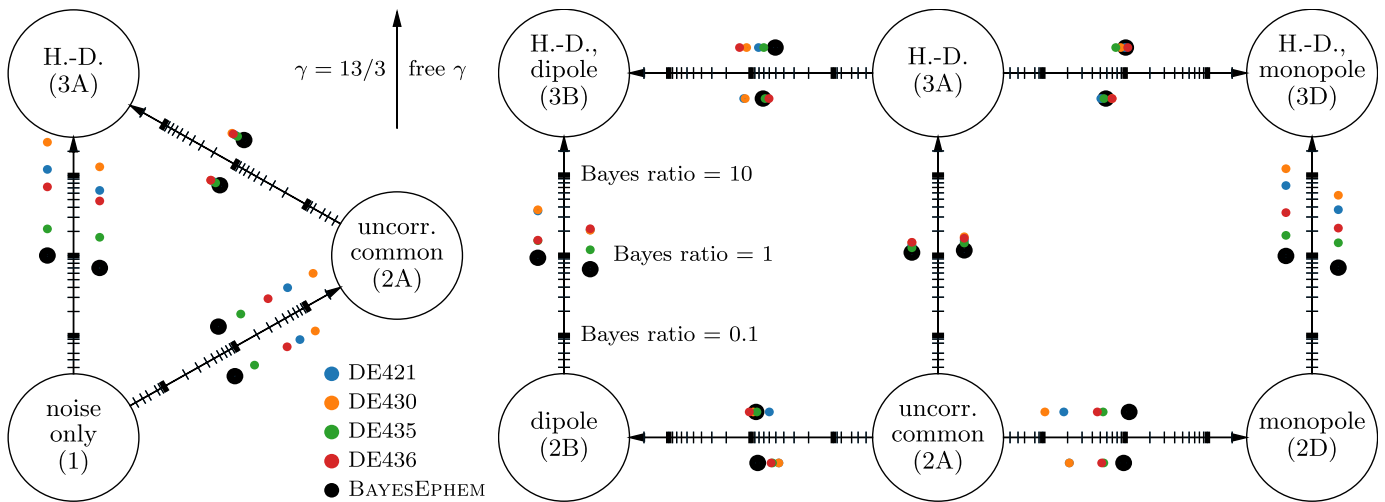 H.-D.
(3A)
γ = 13/3
free γ
uncorr.
common
(2A)
noise
only
(1)
DE421
DE430
DE435
DE436
BAYESEPHEM
H.-D.,
dipole
(3B)
H.-D.
(3A)
H.-D.,
monopole
(3D)
Bayes ratio = 10
Bayes ratio = 1
Bayes ratio = 0.1
dipole
(2B)
uncorr.
common
(2A)
monopole
(2D)